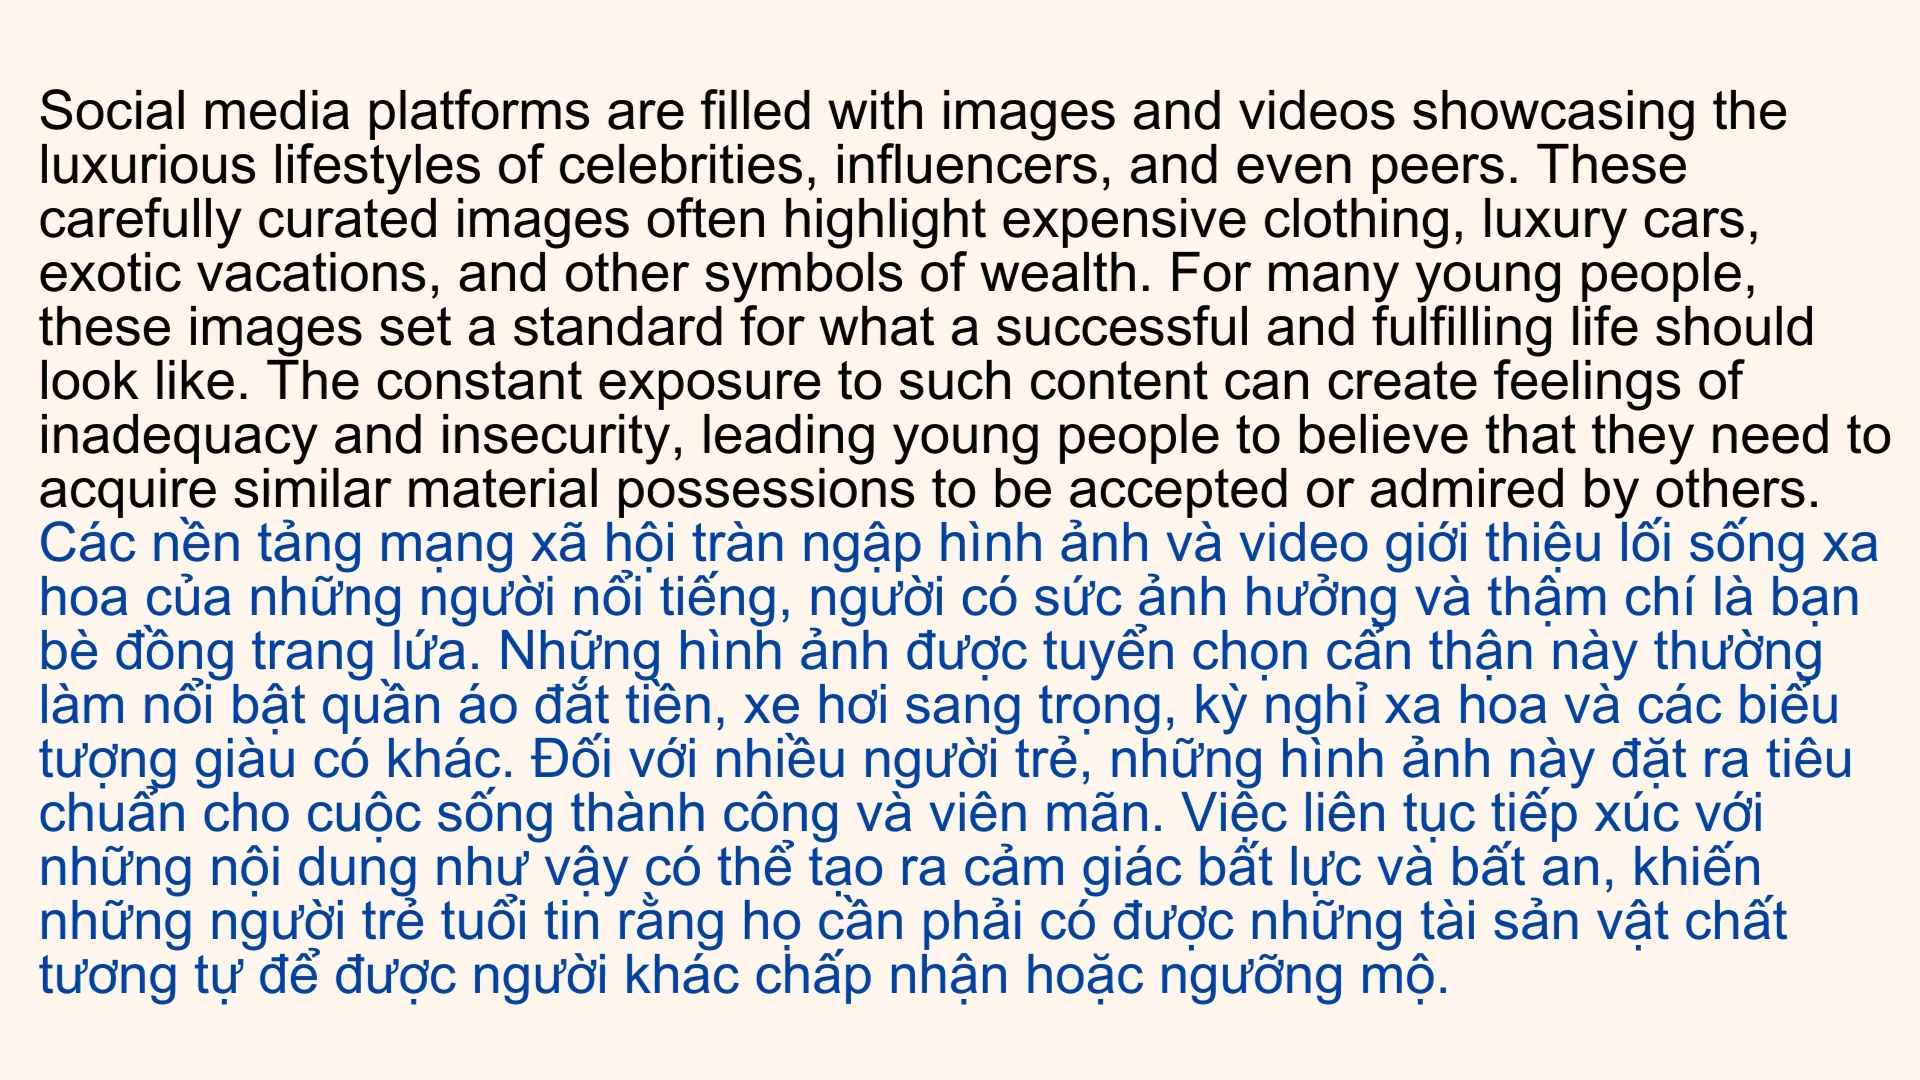 Social media platforms are filled with images and videos showcasing the
luxurious lifestyles of celebrities, influencers, and even peers. These
carefully curated images often highlight expensive clothing, luxury cars,
exotic vacations, and other symbols of wealth. For many young people,
these images set a standard for what a successful and fulfilling life should
look like. The constant exposure to such content can create feelings of
inadequacy and insecurity, leading young people to believe that they need to
acquire similar material possessions to be accepted or admired by others.
Các nền tảng mạng xã hội tràn ngập hình ảnh và video giới thiệu lối sống xa
hoa của những người nổi tiếng, người có sức ảnh hưởng và thậm chí là bạn
bè đồng trang lứa. Những hình ảnh được tuyển chọn cẩn thận này thường
làm nổi bật quần áo đắt tiền, xe hơi sang trọng, kỳ nghỉ xa hoa và các biểu
tượng giàu có khác. Đối với nhiều người trẻ, những hình ảnh này đặt ra tiêu
chuẩn cho cuộc sống thành công và viên mãn. Việc liên tục tiếp xúc với
những nội dung như vậy có thể tạo ra cảm giác bất lực và bất an, khiến
những người trẻ tuổi tin rằng họ cần phải có được những tài sản vật chất
tương tự để được người khác chấp nhận hoặc ngưỡng mộ.